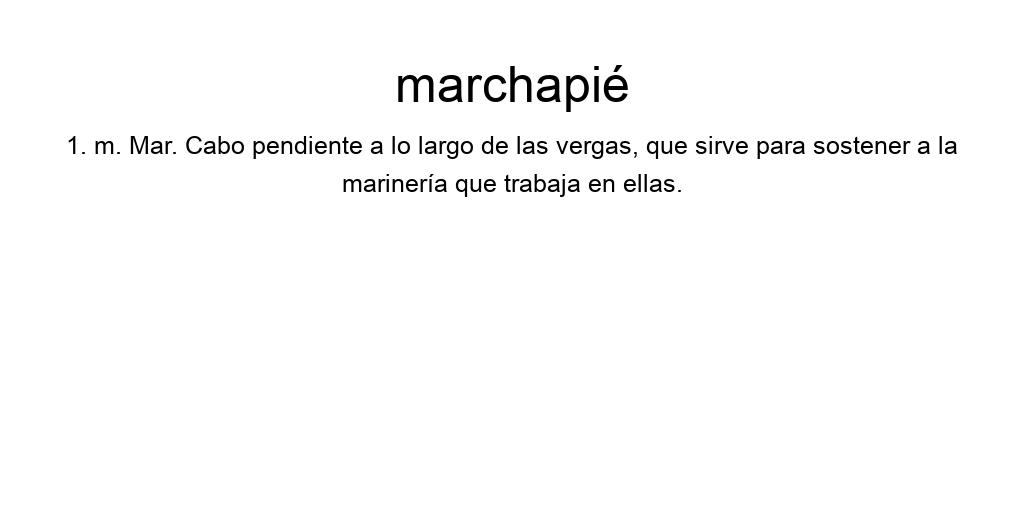 marchapié
1. m. Mar. Cabo pendiente a lo largo de las vergas, que sirve para sostener a la
marinería que trabaja en ellas.